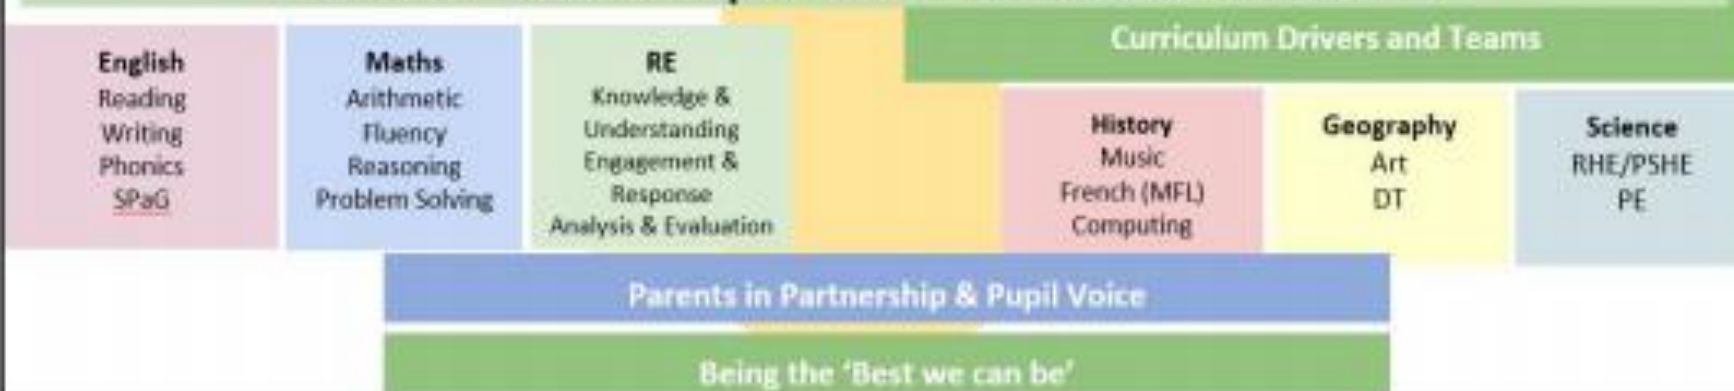 Curriculum Drivers and Teams
English
Reading
Writing
Phonics
SPaG
Maths
Arithmetic
Fluency
Reasoning
Problem Solving
RE
Knowledge &
Understanding
Engagement &
Response
Analysis & Evaluation
History
Music
French (MFL)
Computing
Geography
Art
DT
Science
RHE/PSHE
PE
Parents in Partnership & Pupil Voice
Being the ‘Best we can be’